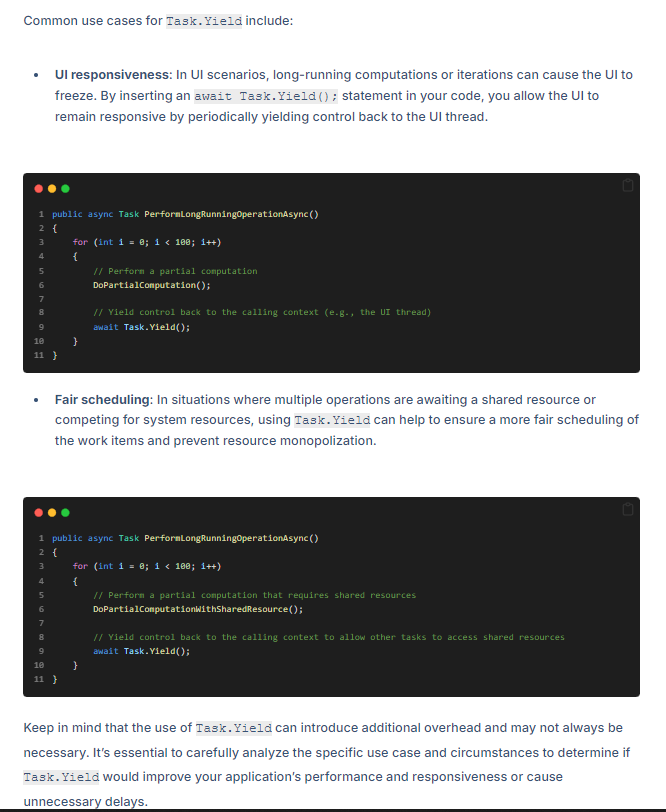 Common use cases for Task.Yield include:
• UI responsiveness: In UI scenarios, long-running computations or iterations can cause the UI to
freeze. By inserting an await Task.Yield(); statement in your code, you allow the UI to
remain responsive by periodically yielding control back to the UI thread.
1 public async Task PerformLongRunningOperationAsync()
2 {
3     for (int i = 0; i < 100; i++)
4     {
5         // Perform a partial computation
6         DoPartialComputation();
7
8         // Yield control back to the calling context (e.g., the UI thread)
9         await Task.Yield();
10     }
11 }
• Fair scheduling: In situations where multiple operations are awaiting a shared resource or
competing for system resources, using Task.Yield can help to ensure a more fair scheduling of
the work items and prevent resource monopolization.
1 public async Task PerformLongRunningOperationAsync()
2 {
3     for (int i = 0; i < 100; i++)
4     {
5         // Perform a partial computation that requires shared resources
6         DoPartialComputationWithSharedResource();
7
8         // Yield control back to the calling context to allow other tasks to access shared resources
9         await Task.Yield();
10     }
11 }
Keep in mind that the use of Task.Yield can introduce additional overhead and may not always be
necessary. It’s essential to carefully analyze the specific use case and circumstances to determine if
Task.Yield would improve your application’s performance and responsiveness or cause
unnecessary delays.